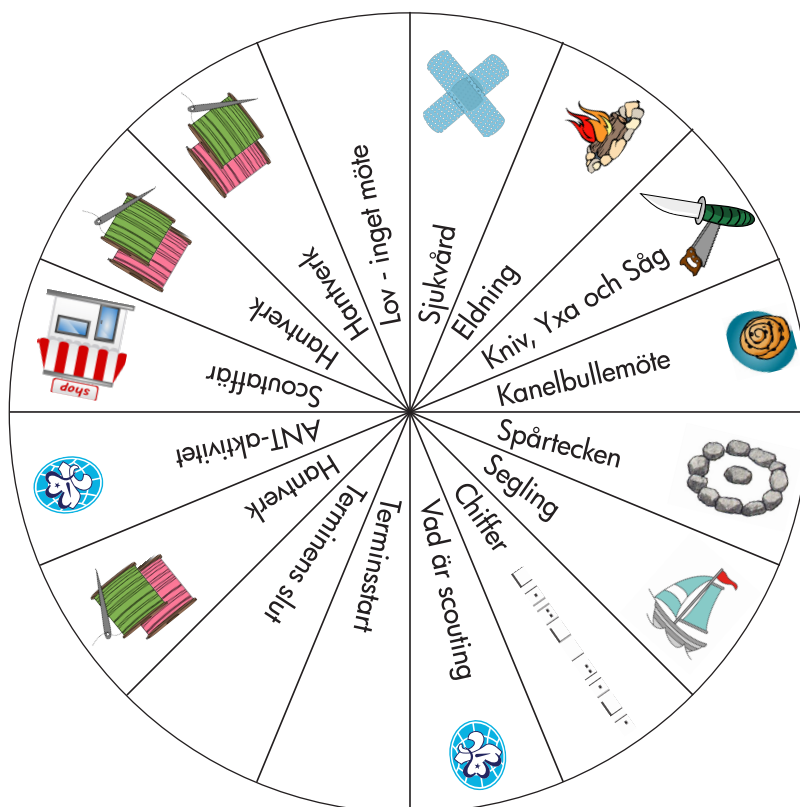 Sjukvård
Eldning
Kniv, Yxa och Såg
Kanelbullemöte
Spårtecken
Segling
Chiffer
Vad är scouting
Terminsstart
Terminens slut
Hantverk
ANT-aktivitet
Scoutaffär
shop
Hantverk
Hantverk
Lov - inget möte